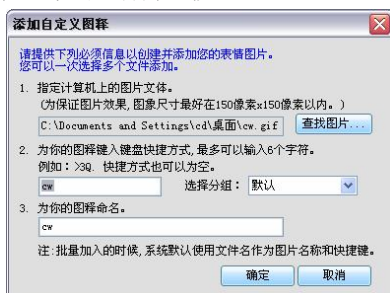 添加自定义图释
请提供下列必须信息以创建并添加您的表情图片。
您可以一次选择多个文件添加。
1. 指定计算机上的图片文体。
(为保证图片效果,图象尺寸最好在150像素x150像素以内。)
C:\Documents and Settings\cd\桌面\cw.gif 查找图片...
2. 为你的图释键入键盘快捷方式,最多可以输入6个字符。
例如：>3Q. 快捷方式也可以为空。
cw 选择分组： 默认
3. 为你的图释命名。
cw
注:批量加入的时候,系统默认使用文件名作为图片名称和快捷键。
确定 取消